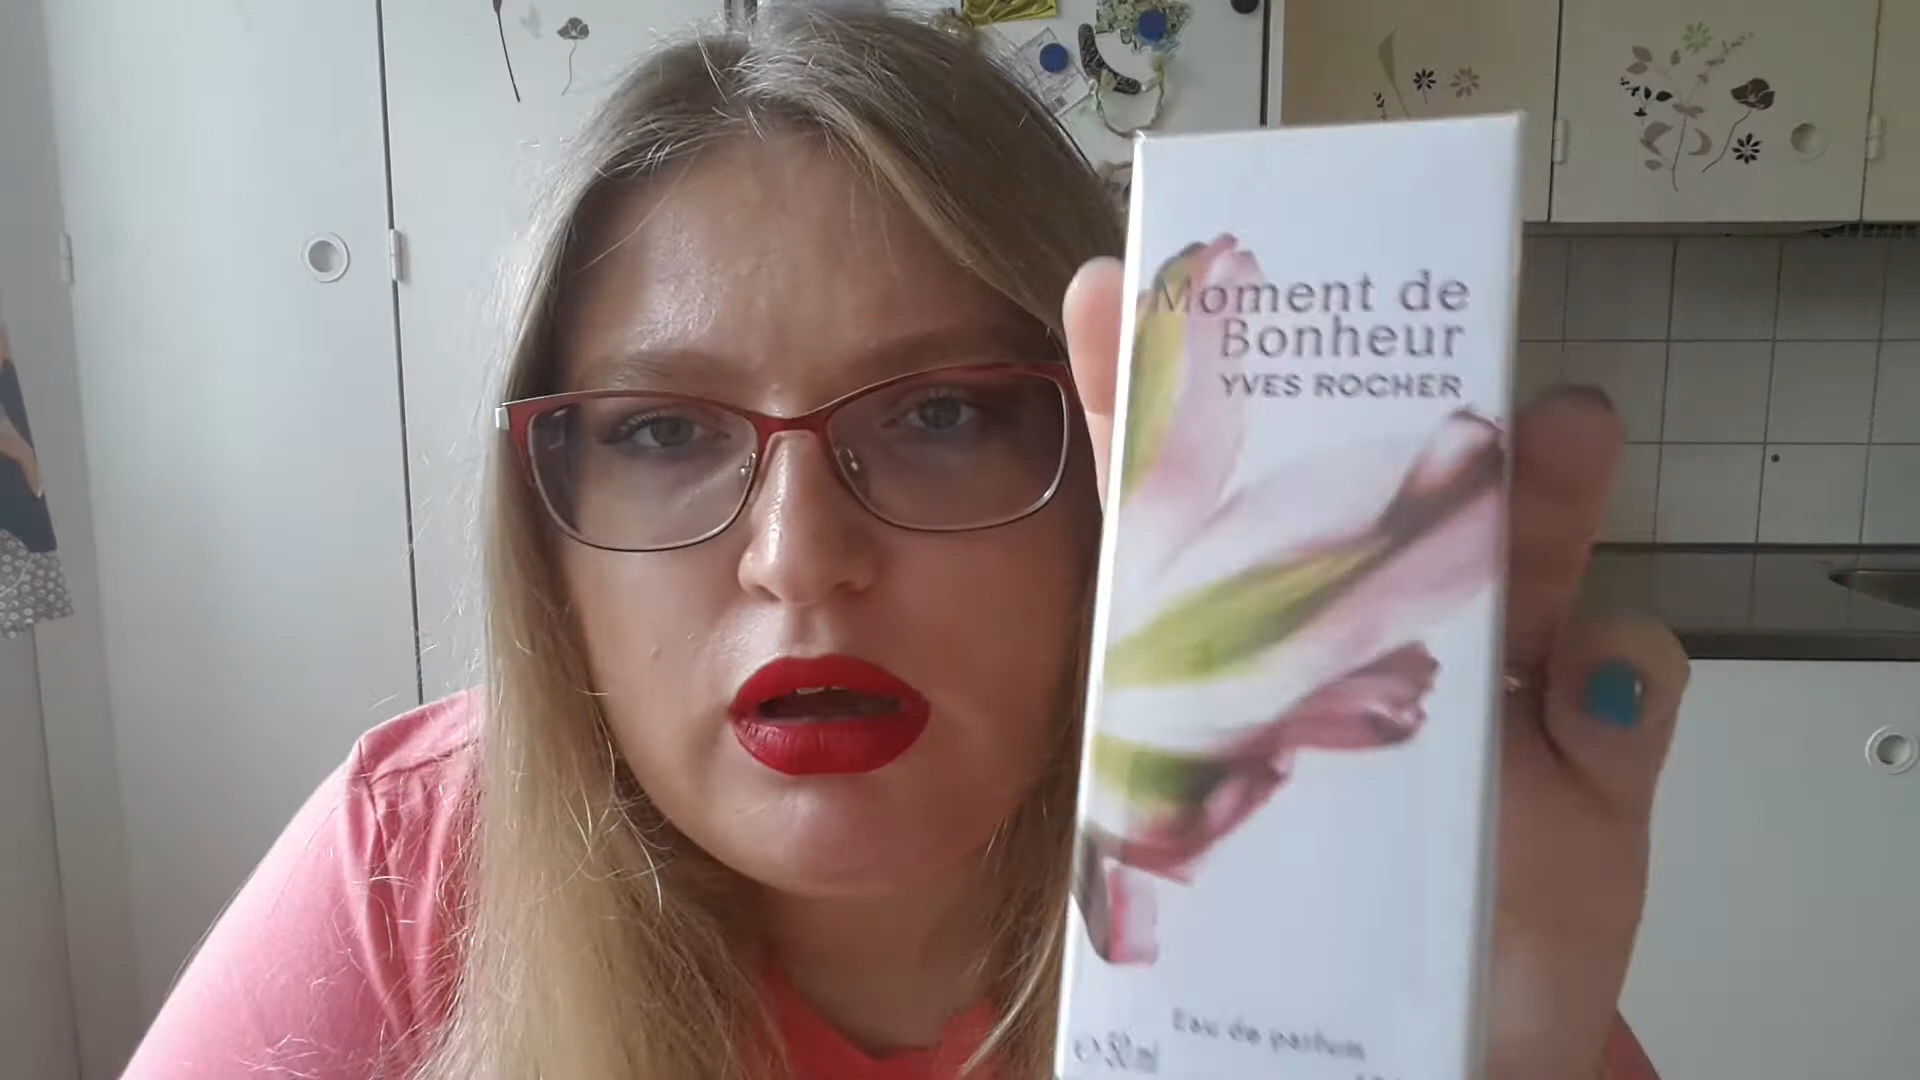 Moment de
Bonheur
YVES ROCHER
Eau de parfum
℮ 50 ml